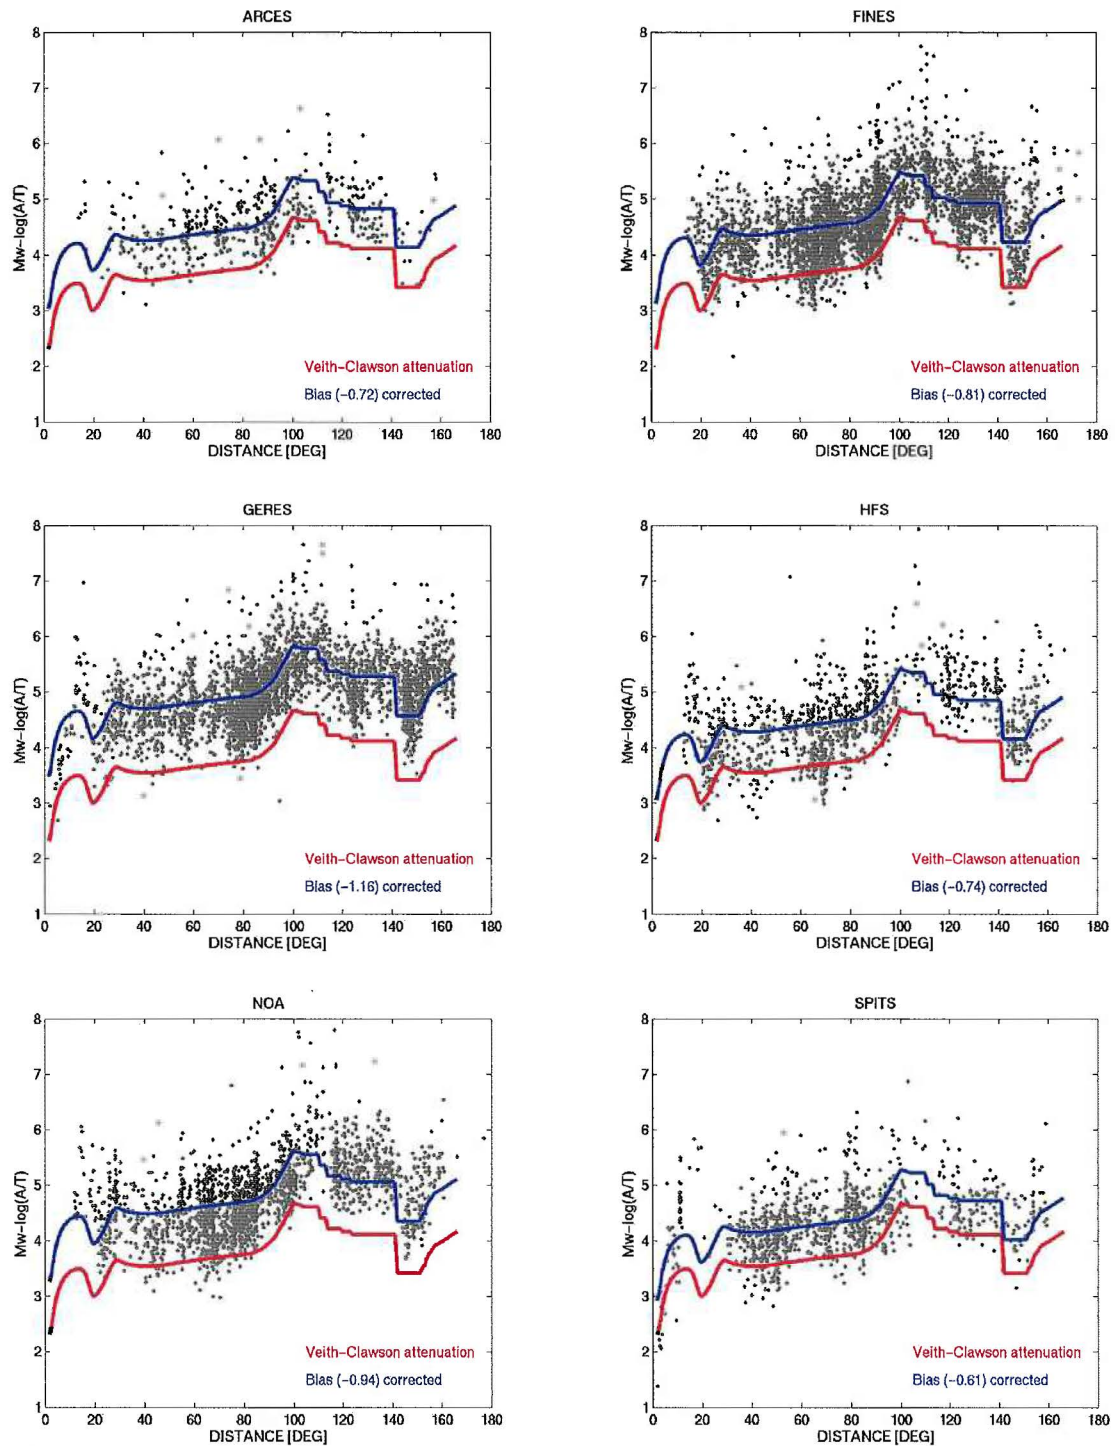 ARCES
8
7
6
5
4
3
2
1
Mw-log(A/T)
Veith-Clawson attenuation
Bias (-0.72) corrected
0 20 40 60 80 100 120 140 160 180
DISTANCE [DEG]
FINES
8
7
6
5
4
3
2
1
Mw-log(A/T)
Veith-Clawson attenuation
Bias (-0.81) corrected
0 20 40 60 80 100 120 140 160 180
DISTANCE [DEG]
GERES
8
7
6
5
4
3
2
1
Mw-log(A/T)
Veith-Clawson attenuation
Bias (-1.16) corrected
0 20 40 60 80 100 120 140 160 180
DISTANCE [DEG]
HFS
8
7
6
5
4
3
2
1
Mw-log(A/T)
Veith-Clawson attenuation
Bias (-0.74) corrected
0 20 40 60 80 100 120 140 160 180
DISTANCE [DEG]
NOA
8
7
6
5
4
3
2
1
Mw-log(A/T)
Veith-Clawson attenuation
Bias (-0.94) corrected
0 20 40 60 80 100 120 140 160 180
DISTANCE [DEG]
SPITS
8
7
6
5
4
3
2
1
Mw-log(A/T)
Veith-Clawson attenuation
Bias (-0.61) corrected
0 20 40 60 80 100 120 140 160 180
DISTANCE [DEG]